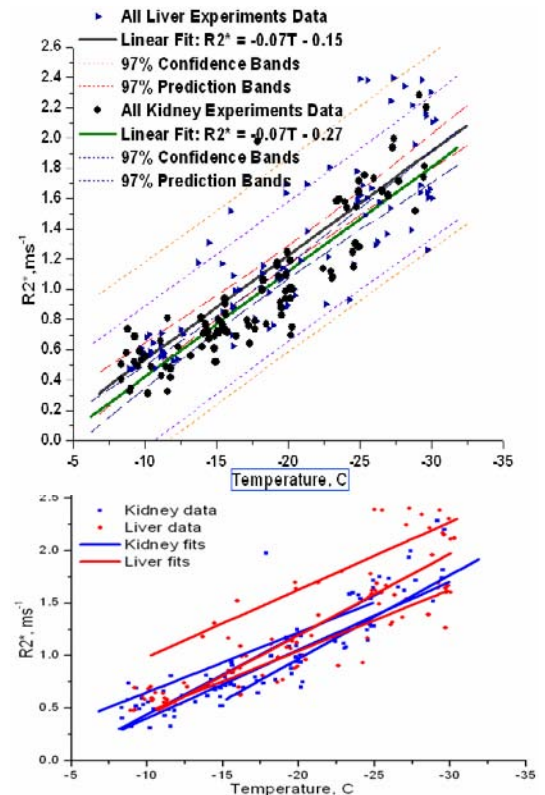 All Liver Experiments Data
Linear Fit: R2* = -0.07T - 0.15
97% Confidence Bands
97% Prediction Bands
All Kidney Experiments Data
Linear Fit: R2* = -0.07T - 0.27
97% Confidence Bands
97% Prediction Bands
2.6
2.4
2.2
2.0
1.8
1.6
1.4
1.2
1.0
0.8
0.6
0.4
0.2
0.0
R2*,ms⁻¹
-5 -10 -15 -20 -25 -30 -35
Temperature, C
Kidney data
Liver data
Kidney fits
Liver fits
2.5
2.0
1.5
1.0
0.5
0.0
R2*, ms⁻¹
-5 -10 -15 -20 -25 -30 -35
Temperature, C